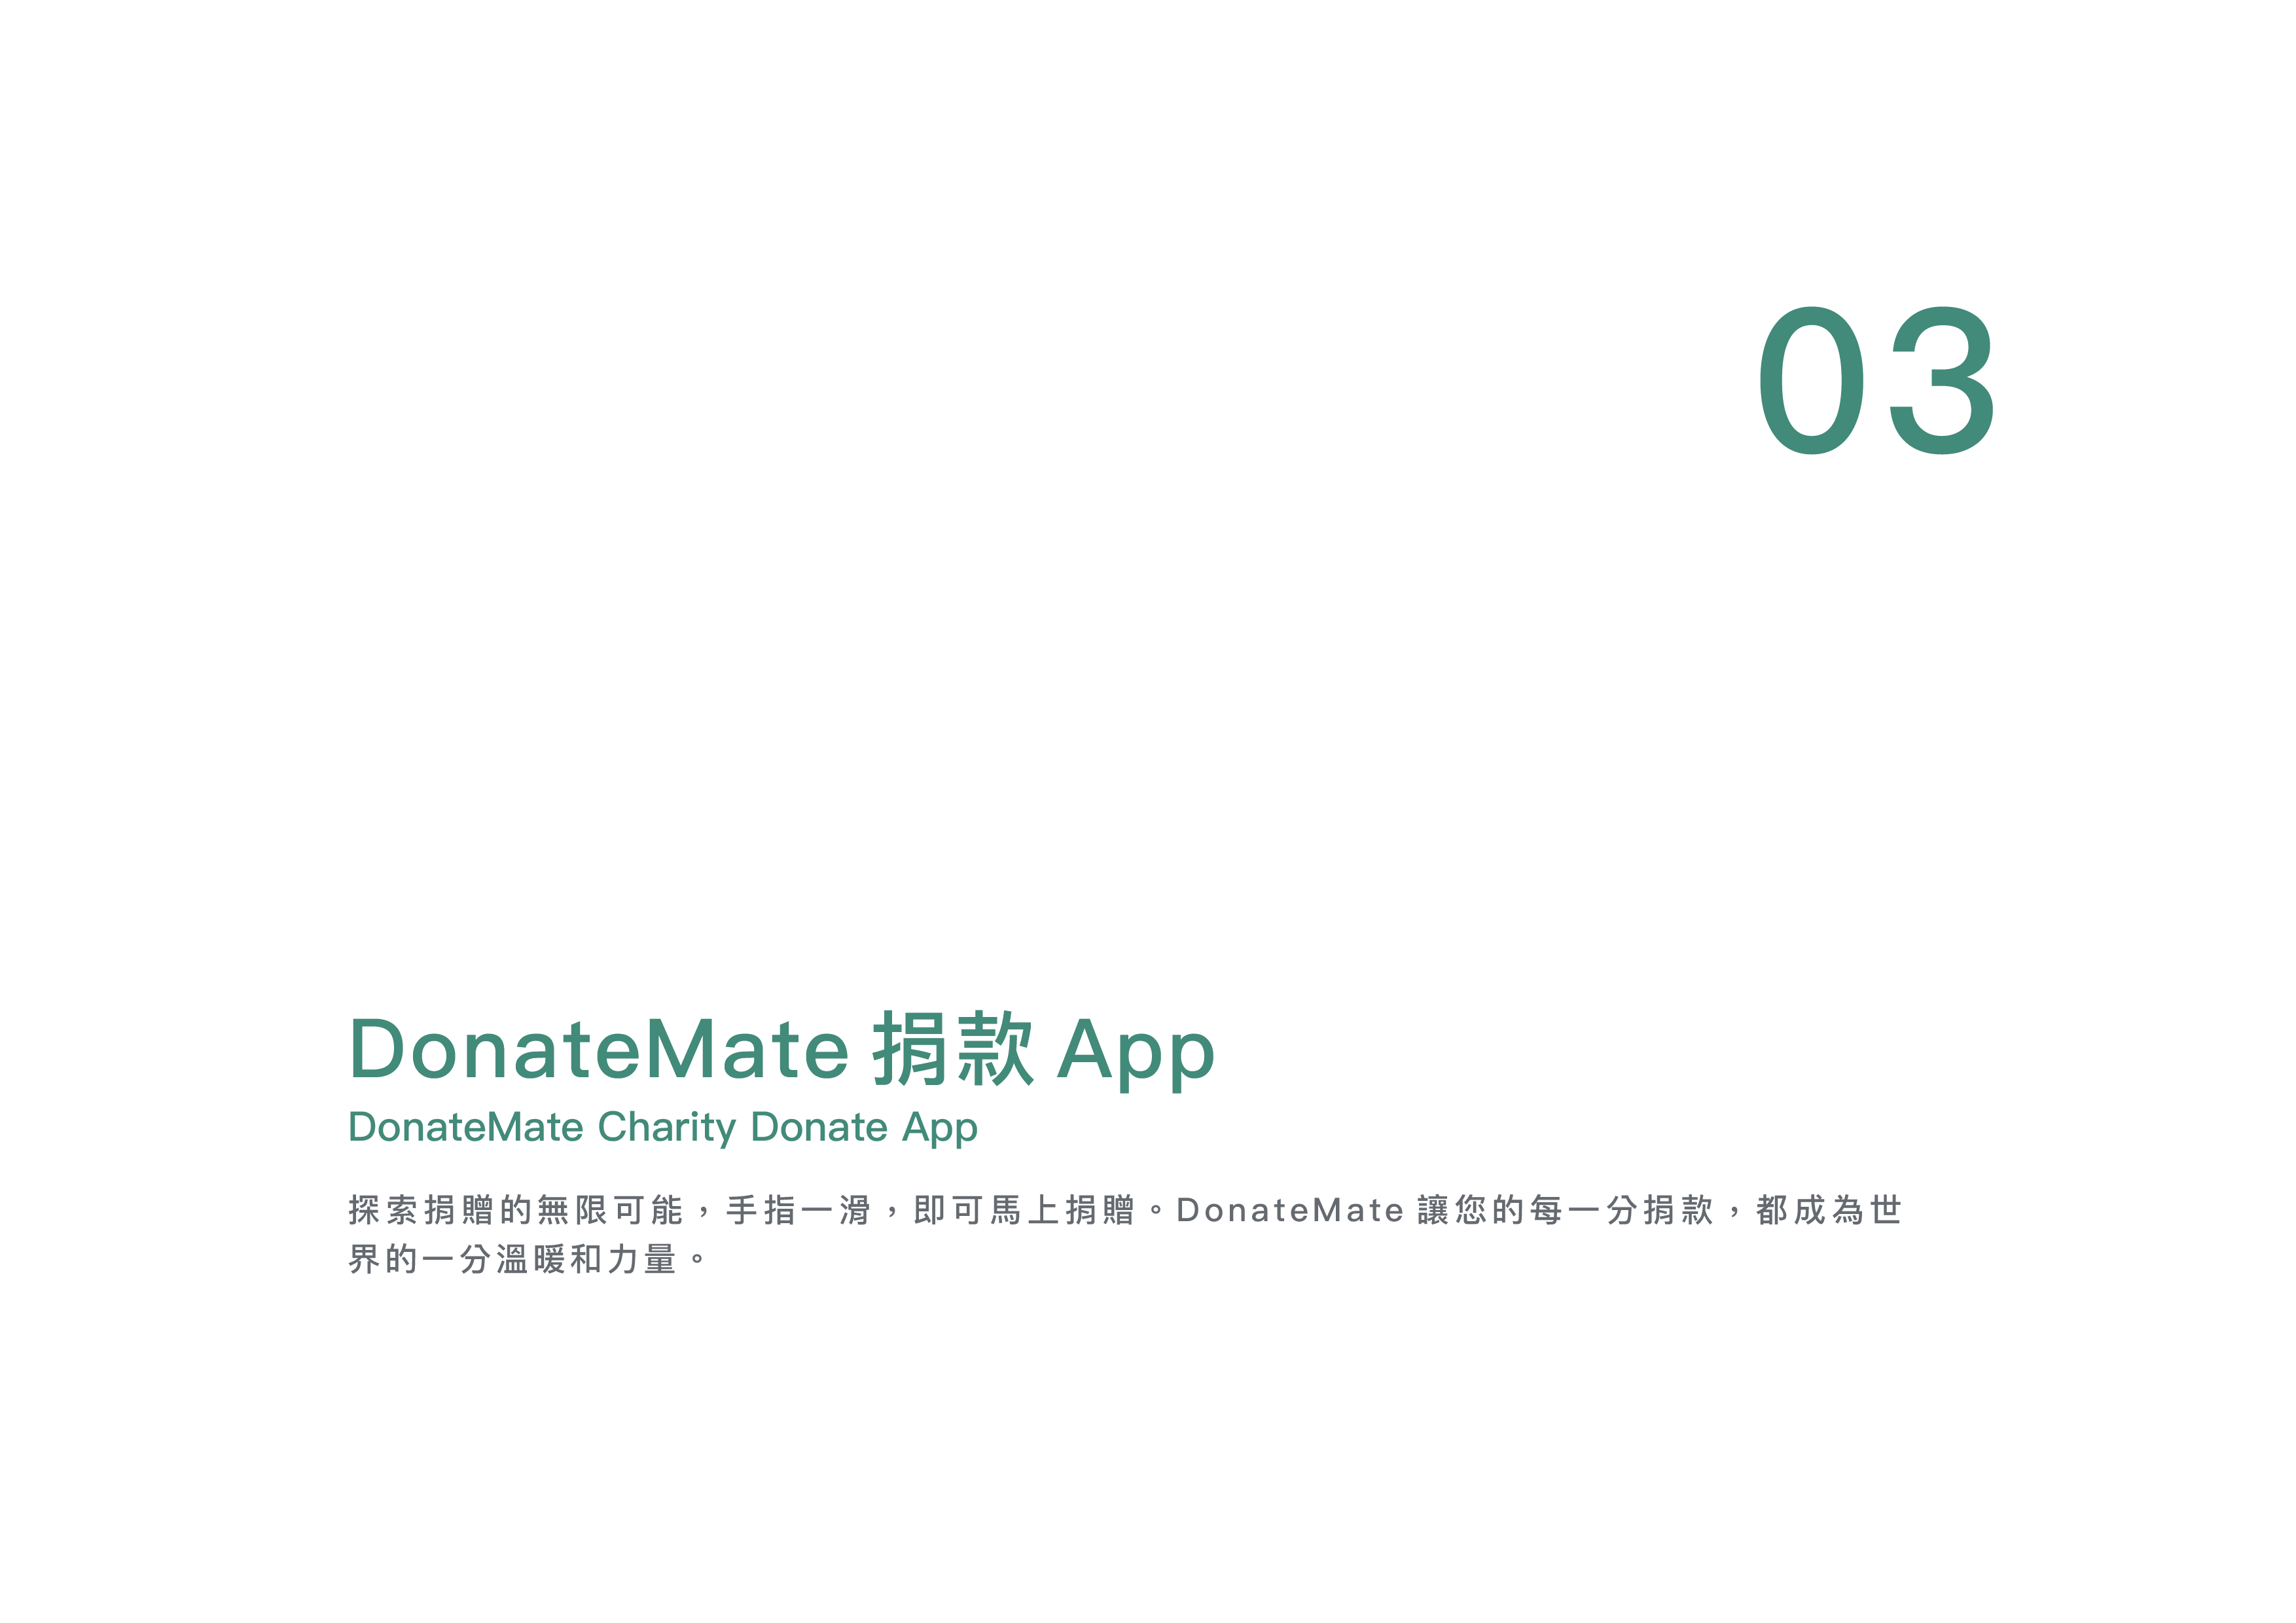 03
DonateMate 捐款 App
DonateMate Charity Donate App
探索捐贈的無限可能，手指一滑，即可馬上捐贈。DonateMate 讓您的每一分捐款，都成為世
界的一分溫暖和力量。